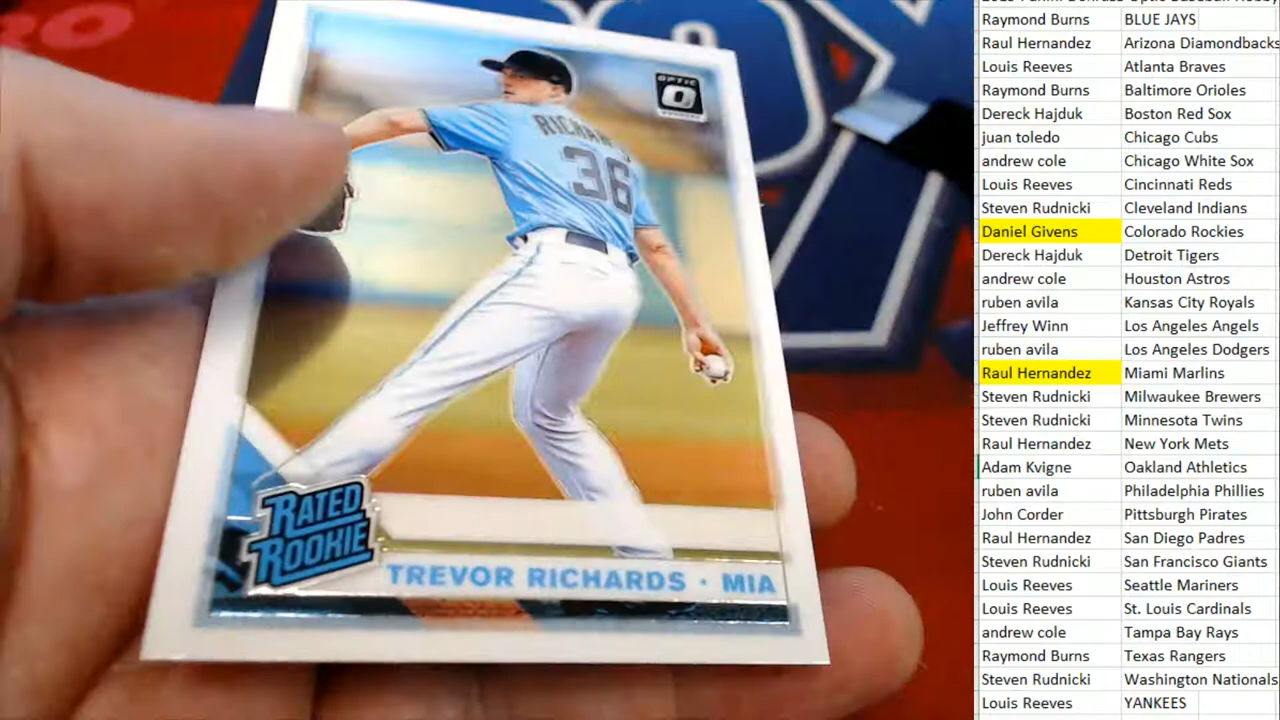 OPTIC
O
DONRUSS
36
RATED
ROOKIE
TREVOR RICHARDS · MIA
Raymond Burns BLUE JAYS
Raul Hernandez Arizona Diamondbacks
Louis Reeves Atlanta Braves
Raymond Burns Baltimore Orioles
Dereck Hajduk Boston Red Sox
juan toledo Chicago Cubs
andrew cole Chicago White Sox
Louis Reeves Cincinnati Reds
Steven Rudnicki Cleveland Indians
Daniel Givens Colorado Rockies
Dereck Hajduk Detroit Tigers
andrew cole Houston Astros
ruben avila Kansas City Royals
Jeffrey Winn Los Angeles Angels
ruben avila Los Angeles Dodgers
Raul Hernandez Miami Marlins
Steven Rudnicki Milwaukee Brewers
Steven Rudnicki Minnesota Twins
Raul Hernandez New York Mets
Adam Kvigne Oakland Athletics
ruben avila Philadelphia Phillies
John Corder Pittsburgh Pirates
Raul Hernandez San Diego Padres
Steven Rudnicki San Francisco Giants
Louis Reeves Seattle Mariners
Louis Reeves St. Louis Cardinals
andrew cole Tampa Bay Rays
Raymond Burns Texas Rangers
Steven Rudnicki Washington Nationals
Louis Reeves YANKEES